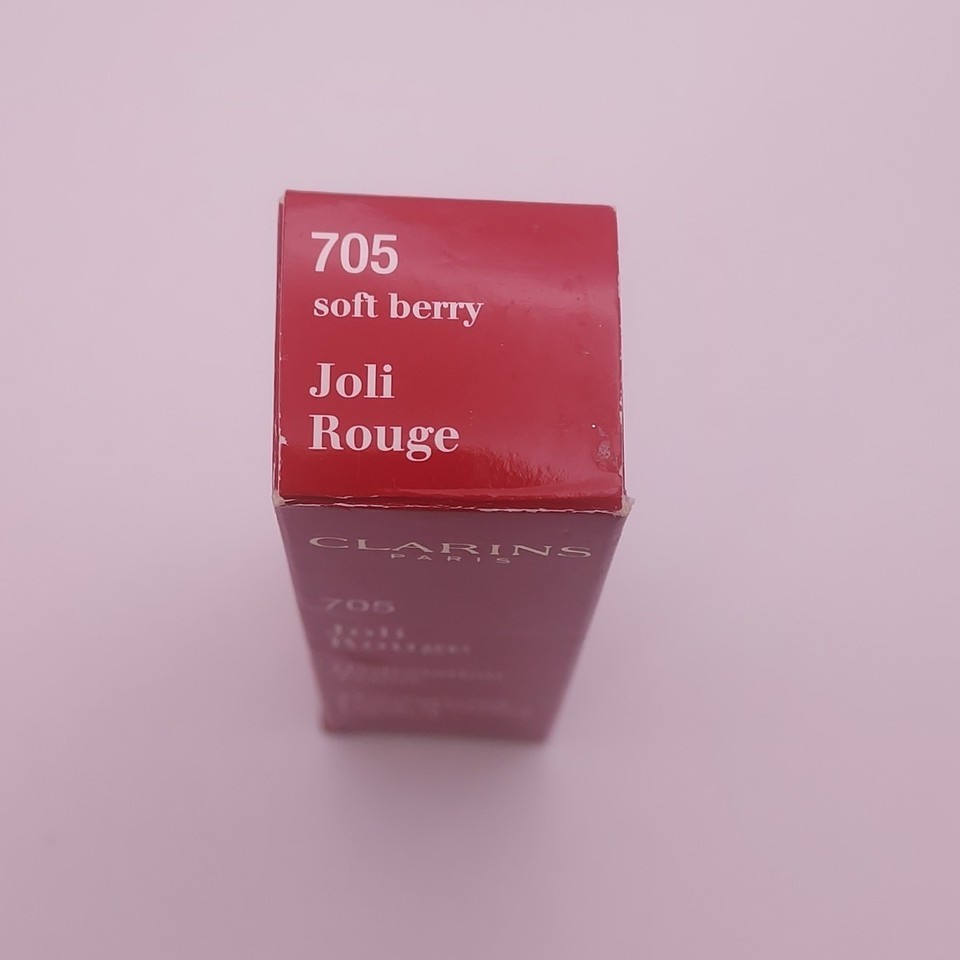 705
soft berry
Joli
Rouge
CLARINS
PARIS
705
Joli
Rouge